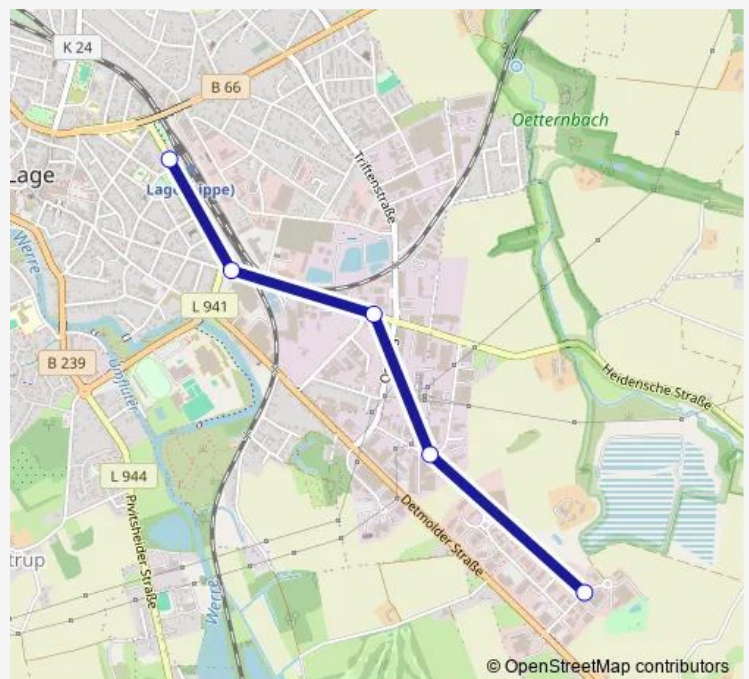 K 24
B 66
Oetternbach
Triftenstraße
Lage
Lage (Lippe)
Werre
L 941
B 239
Umfluter
Heidensche Straße
L 944
Pivitsheider Straße
Detmolder Straße
trup
Werre
© OpenStreetMap contributors